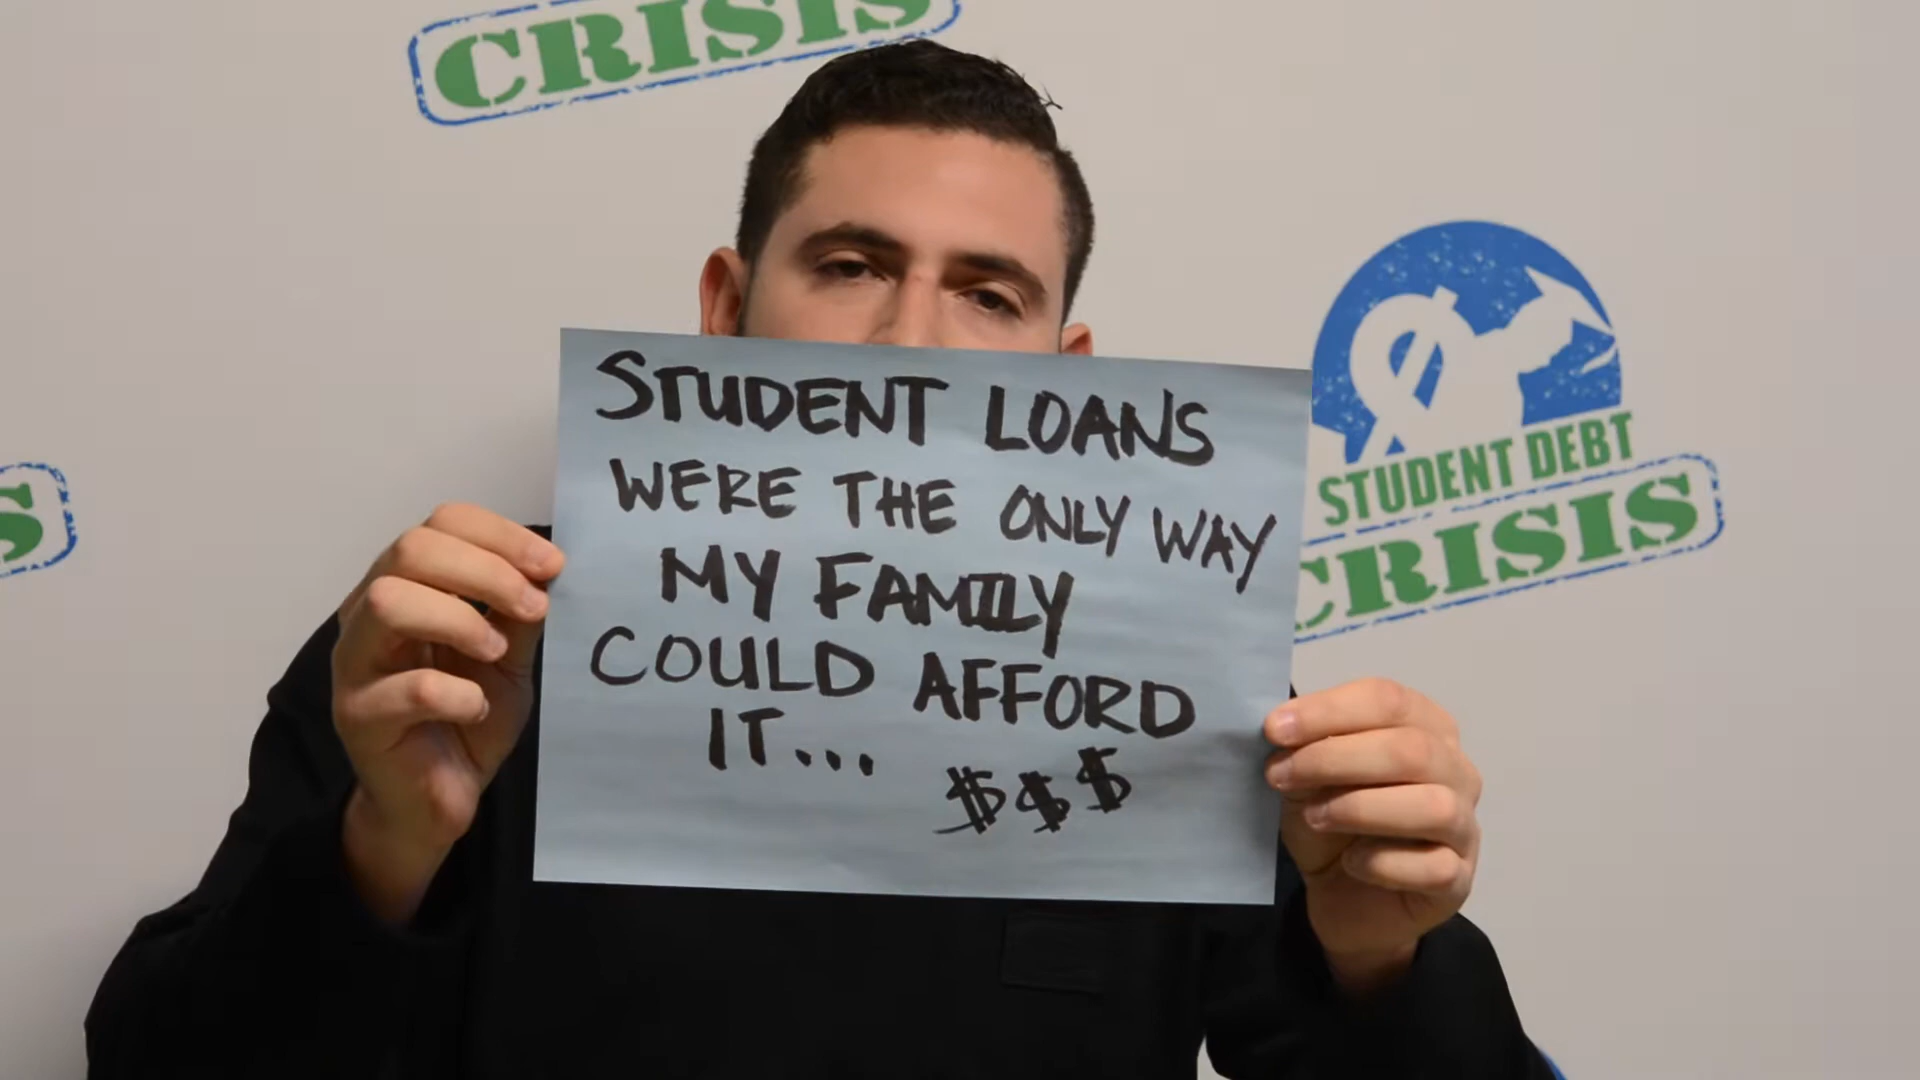 CRISIS
STUDENT LOANS
WERE THE ONLY WAY
MY FAMILY
COULD AFFORD
IT...
$$$
STUDENT DEBT
CRISIS
S